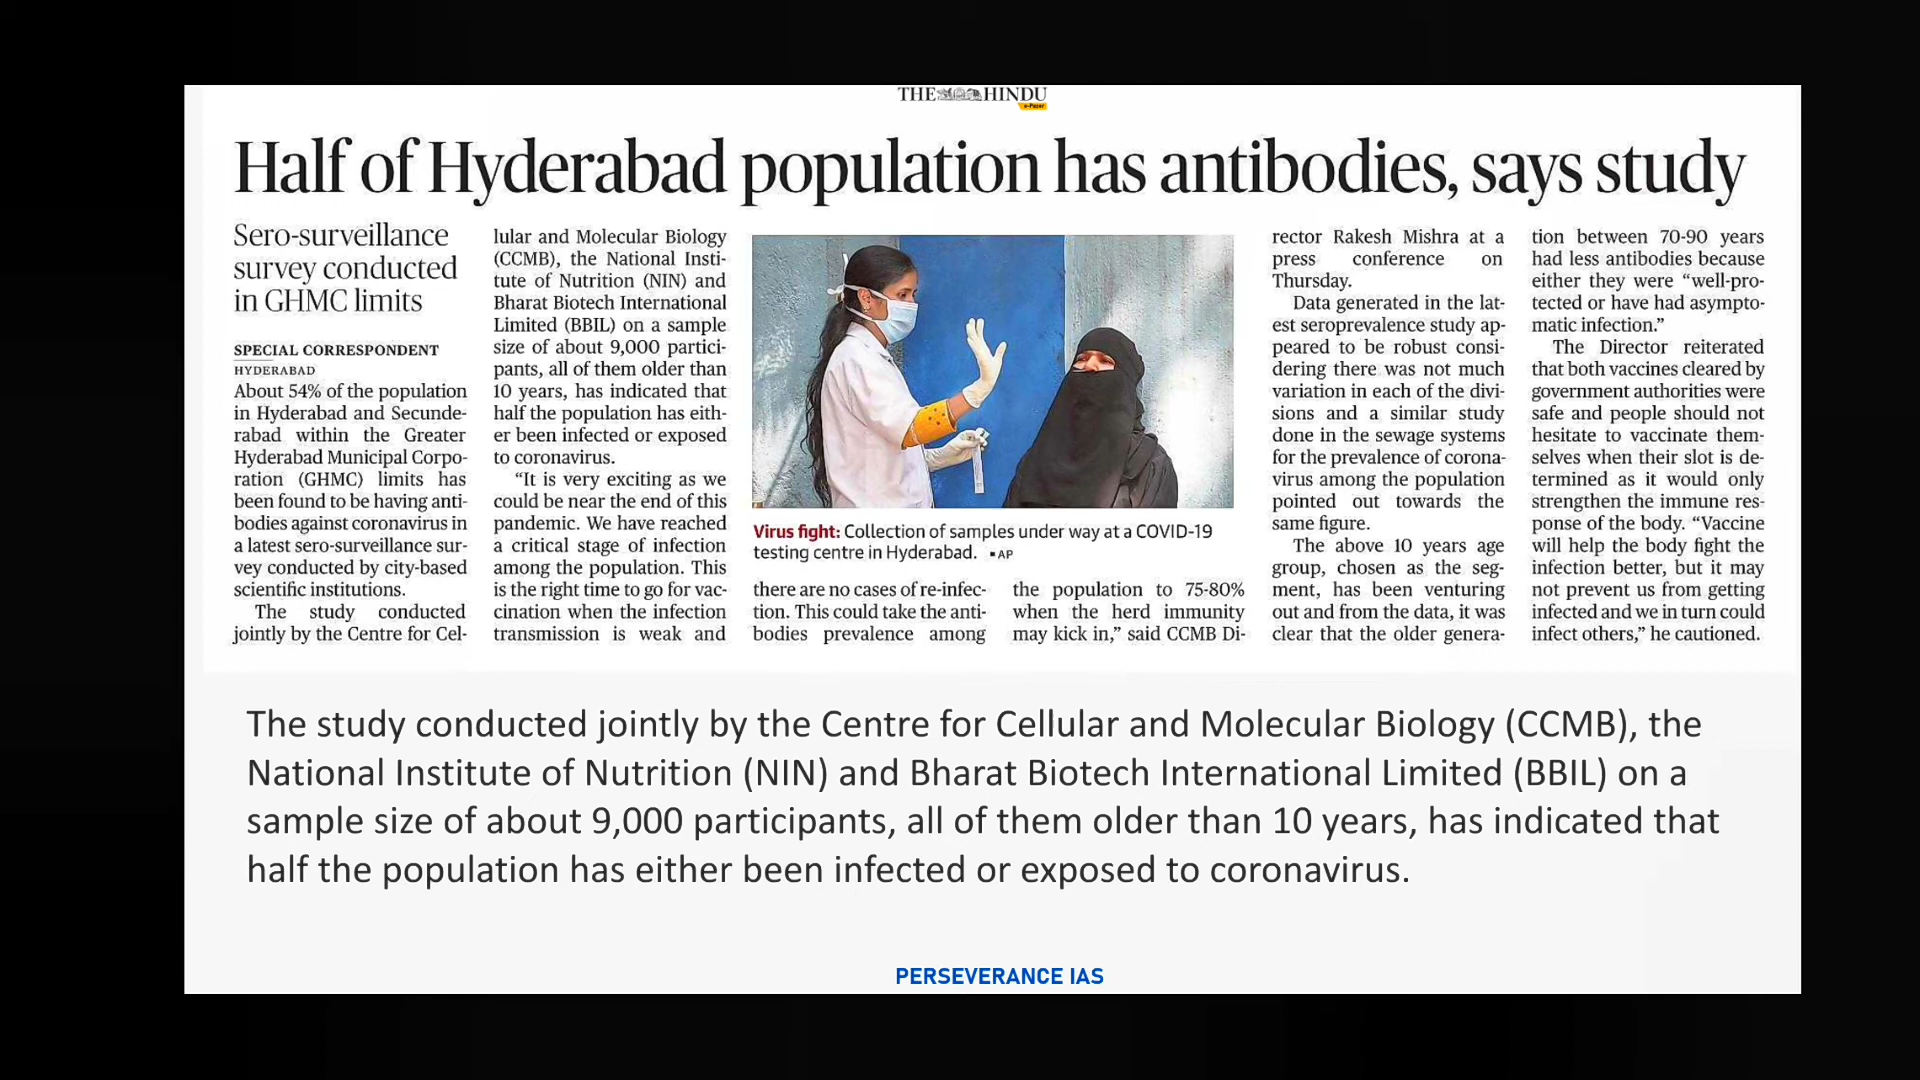 THE HINDU
e-Paper
Half of Hyderabad population has antibodies, says study
Sero-surveillance
survey conducted
in GHMC limits
SPECIAL CORRESPONDENT
HYDERABAD
About 54% of the population
in Hyderabad and Secunde-
rabad within the Greater
Hyderabad Municipal Corpo-
ration (GHMC) limits has
been found to be having anti-
bodies against coronavirus in
a latest sero-surveillance sur-
vey conducted by city-based
scientific institutions.
The study conducted
jointly by the Centre for Cel-
lular and Molecular Biology
(CCMB), the National Insti-
tute of Nutrition (NIN) and
Bharat Biotech International
Limited (BBIL) on a sample
size of about 9,000 partici-
pants, all of them older than
10 years, has indicated that
half the population has eith-
er been infected or exposed
to coronavirus.
“It is very exciting as we
could be near the end of this
pandemic. We have reached
a critical stage of infection
among the population. This
is the right time to go for vac-
cination when the infection
transmission is weak and
Virus fight: Collection of samples under way at a COVID-19
testing centre in Hyderabad. ▪AP
there are no cases of re-infec-
tion. This could take the anti-
bodies prevalence among
the population to 75-80%
when the herd immunity
may kick in,” said CCMB Di-
rector Rakesh Mishra at a
press conference on
Thursday.
Data generated in the lat-
est seroprevalence study ap-
peared to be robust consi-
dering there was not much
variation in each of the divi-
sions and a similar study
done in the sewage systems
for the prevalence of corona-
virus among the population
pointed out towards the
same figure.
The above 10 years age
group, chosen as the seg-
ment, has been venturing
out and from the data, it was
clear that the older genera-
tion between 70-90 years
had less antibodies because
either they were “well-pro-
tected or have had asympto-
matic infection.”
The Director reiterated
that both vaccines cleared by
government authorities were
safe and people should not
hesitate to vaccinate them-
selves when their slot is de-
termined as it would only
strengthen the immune res-
ponse of the body. “Vaccine
will help the body fight the
infection better, but it may
not prevent us from getting
infected and we in turn could
infect others,” he cautioned.
The study conducted jointly by the Centre for Cellular and Molecular Biology (CCMB), the
National Institute of Nutrition (NIN) and Bharat Biotech International Limited (BBIL) on a
sample size of about 9,000 participants, all of them older than 10 years, has indicated that
half the population has either been infected or exposed to coronavirus.
PERSEVERANCE IAS